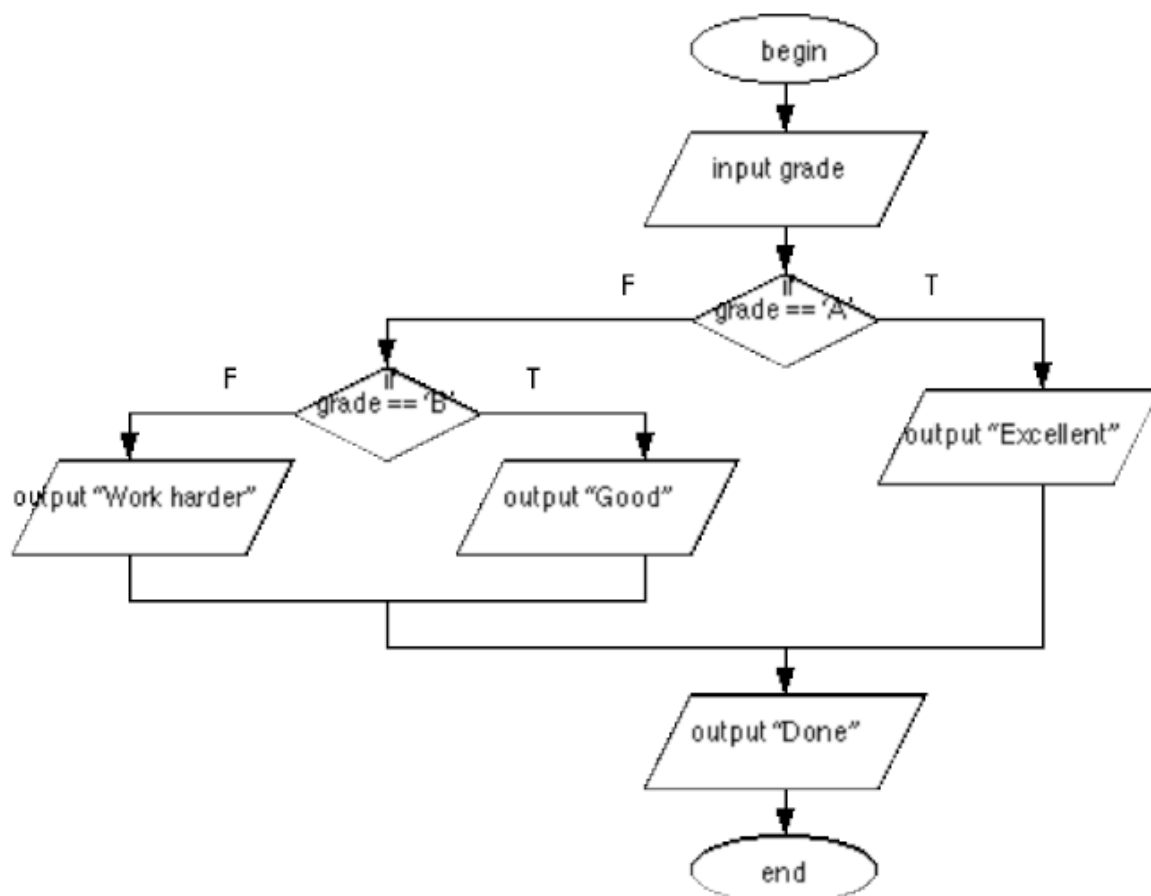 begin
input grade
F
T
if
grade == ‘A’
F
T
if
grade == ‘B’
output “Excellent”
output “Work harder”
output “Good”
output “Done”
end